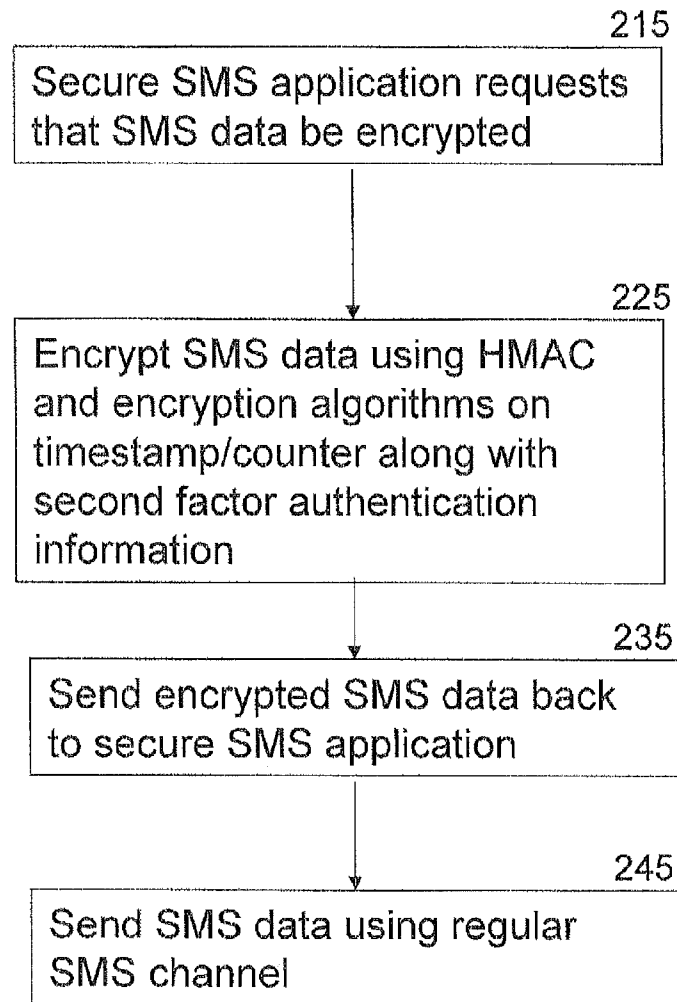 215
Secure SMS application requests
that SMS data be encrypted
225
Encrypt SMS data using HMAC
and encryption algorithms on
timestamp/counter along with
second factor authentication
information
235
Send encrypted SMS data back
to secure SMS application
245
Send SMS data using regular
SMS channel